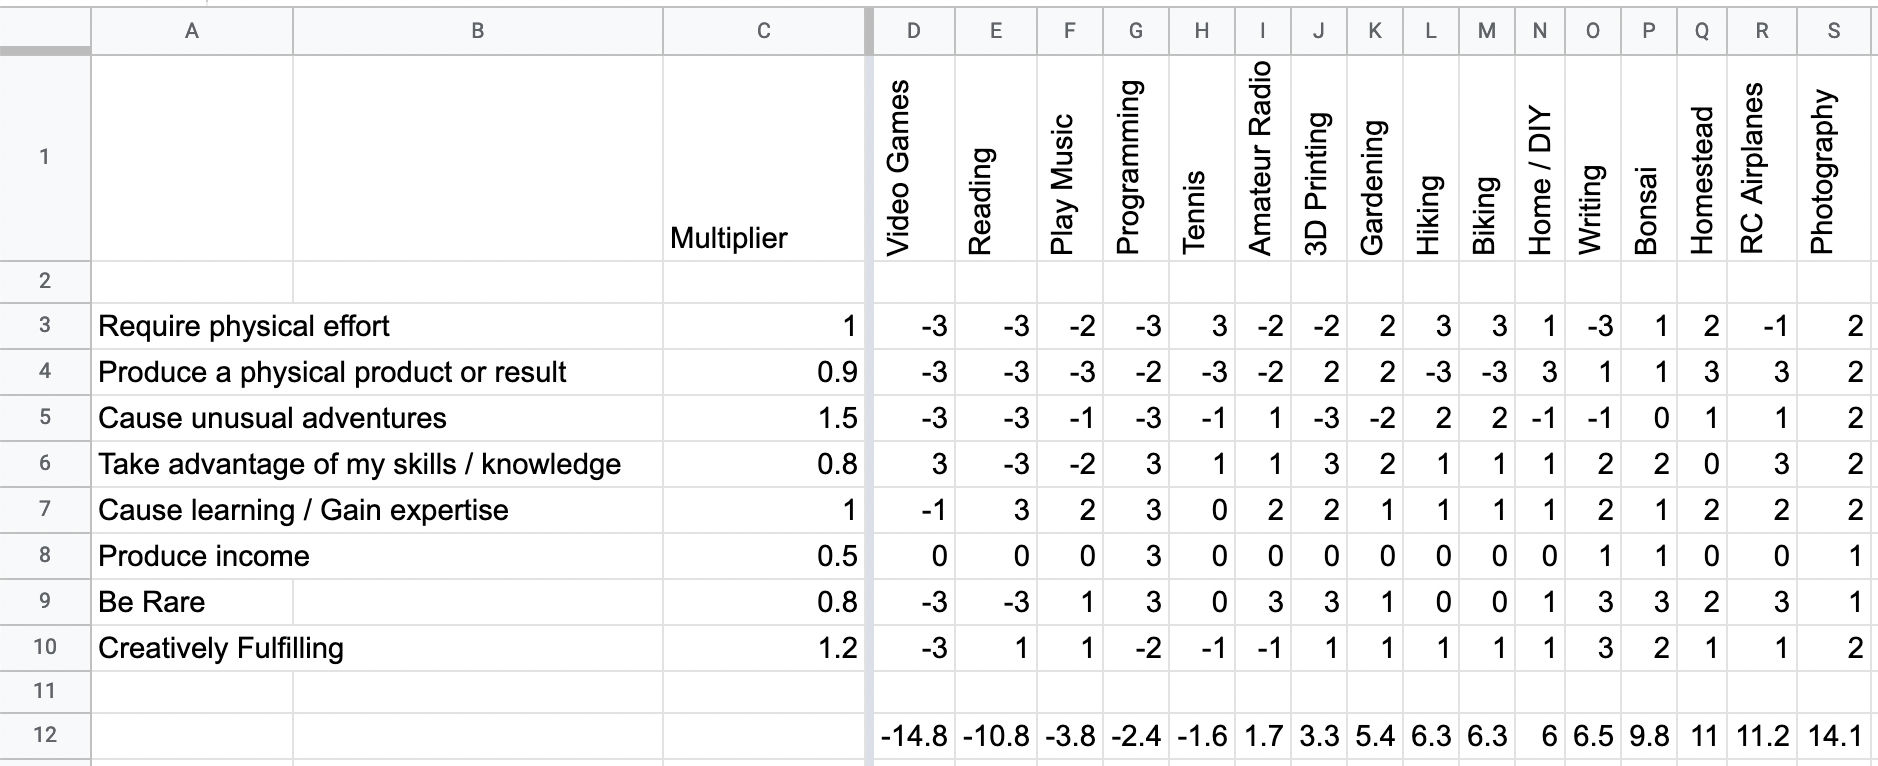 A B C D E F G H I J K L M N O P Q R S
1 Multiplier Video Games Reading Play Music Programming Tennis Amateur Radio 3D Printing Gardening Hiking Biking Home / DIY Writing Bonsai Homestead RC Airplanes Photography
2
3 Require physical effort 1 -3 -3 -2 -3 3 -2 -2 2 3 3 1 -3 1 2 -1 2
4 Produce a physical product or result 0.9 -3 -3 -3 -2 -3 -2 2 2 -3 -3 3 1 1 3 3 2
5 Cause unusual adventures 1.5 -3 -3 -1 -3 -1 1 -3 -2 2 2 -1 -1 0 1 1 2
6 Take advantage of my skills / knowledge 0.8 3 -3 -2 3 1 1 3 2 1 1 1 2 2 0 3 2
7 Cause learning / Gain expertise 1 -1 3 2 3 0 2 2 1 1 1 1 2 1 2 2 2
8 Produce income 0.5 0 0 0 3 0 0 0 0 0 0 0 1 1 0 0 1
9 Be Rare 0.8 -3 -3 1 3 0 3 3 1 0 0 1 3 3 2 3 1
10 Creatively Fulfilling 1.2 -3 1 1 -2 -1 -1 1 1 1 1 1 3 2 1 1 2
11
12 -14.8 -10.8 -3.8 -2.4 -1.6 1.7 3.3 5.4 6.3 6.3 6 6.5 9.8 11 11.2 14.1